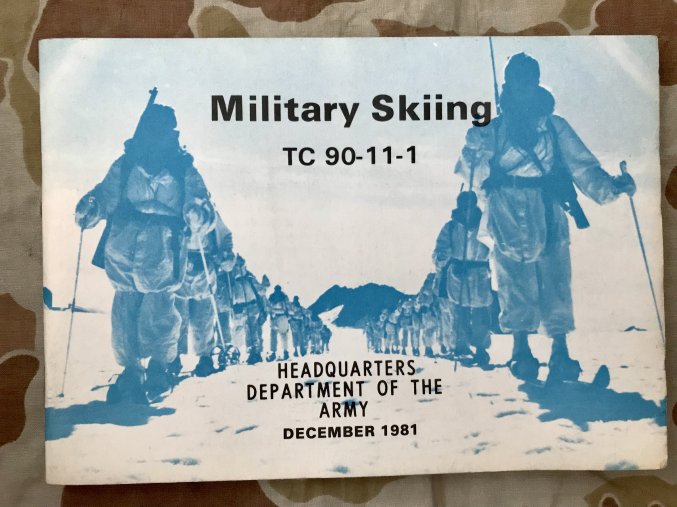 Military Skiing
TC 90-11-1
HEADQUARTERS
DEPARTMENT OF THE
ARMY
DECEMBER 1981